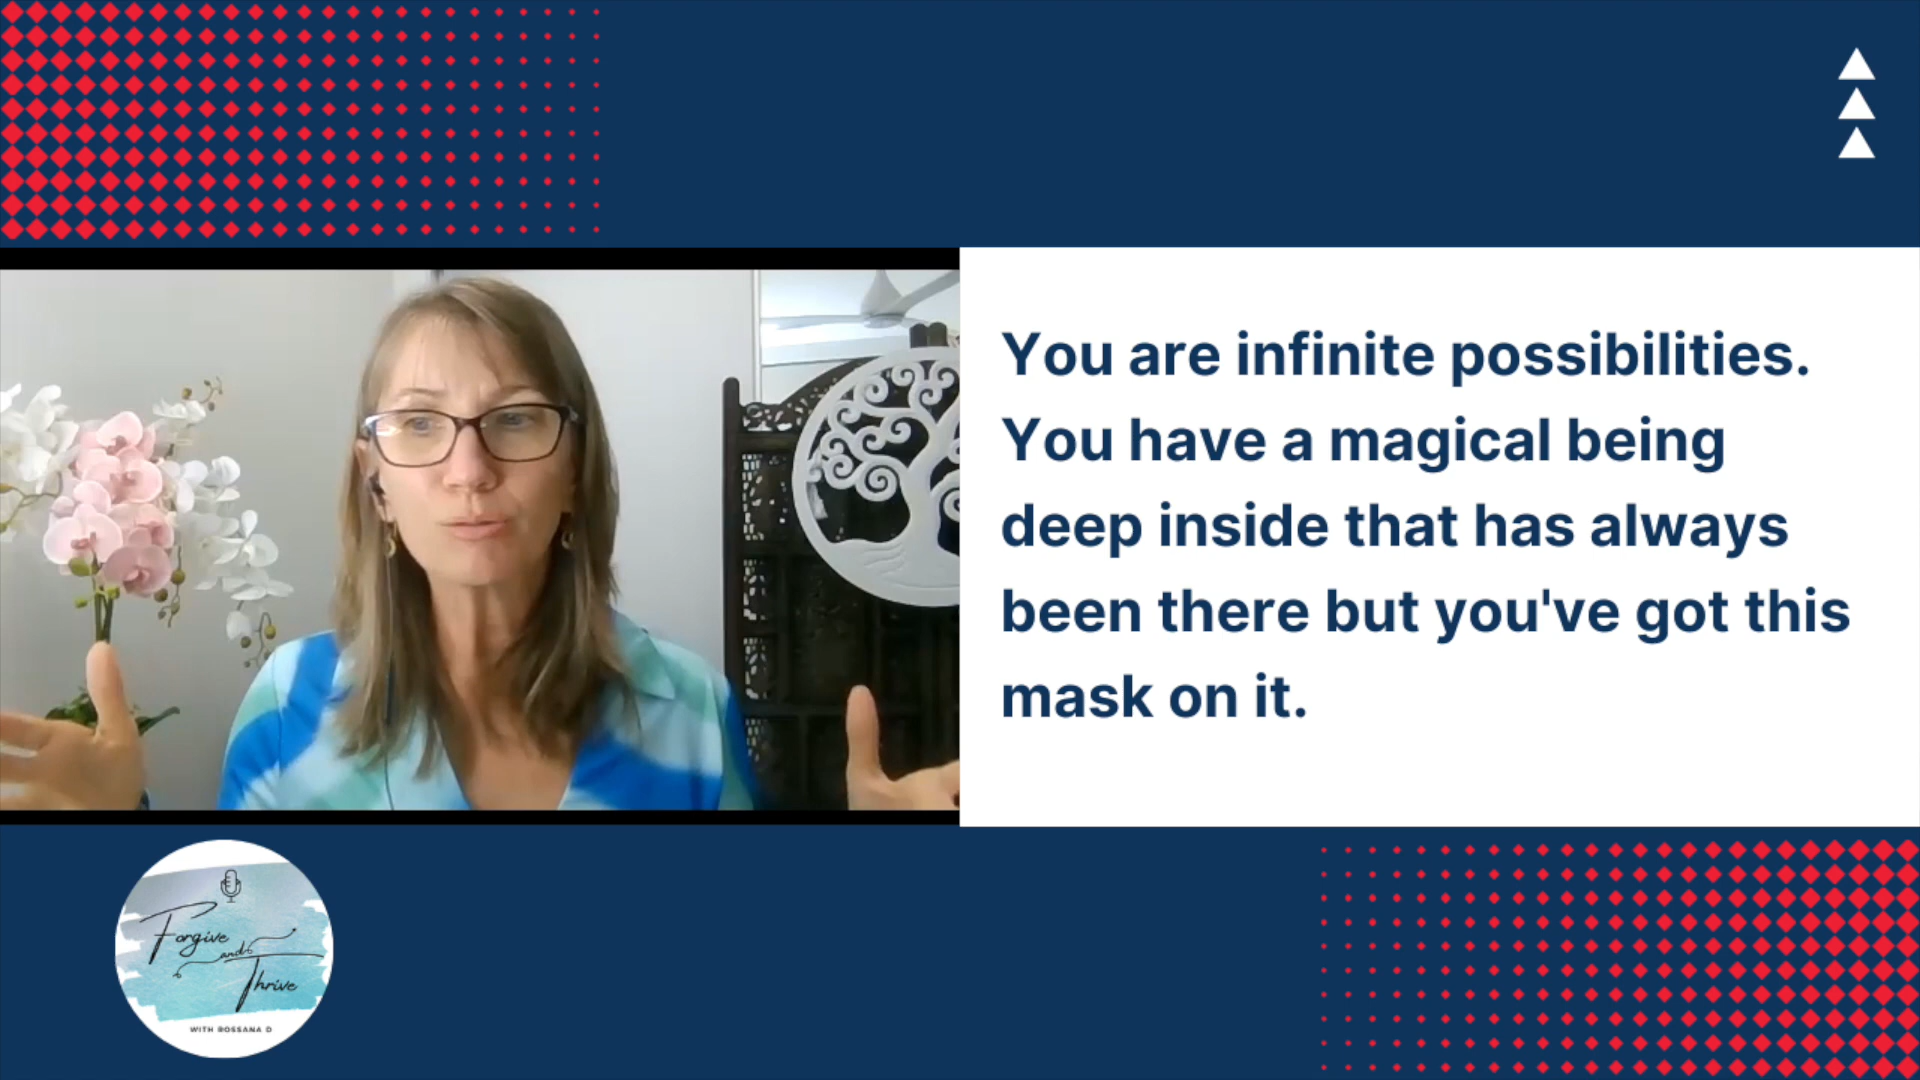 You are infinite possibilities.
You have a magical being
deep inside that has always
been there but you've got this
mask on it.
Forgive
and
Thrive
WITH ROSSANA D